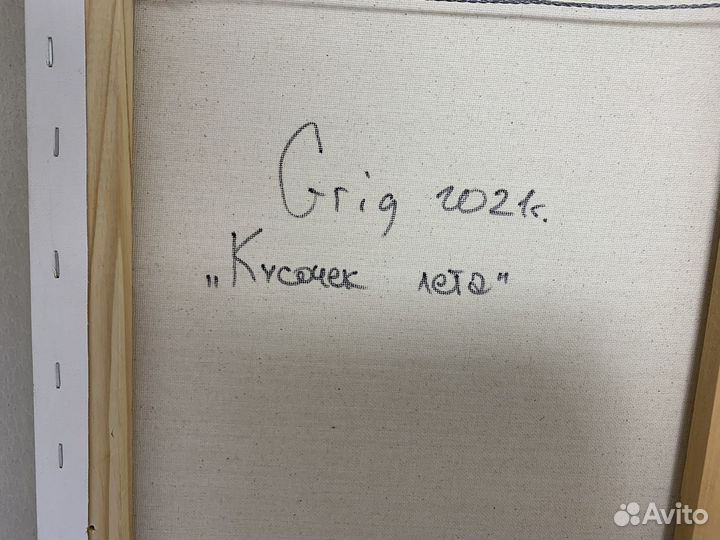 Grig 2021г.
„Кусочек лета"
Avito